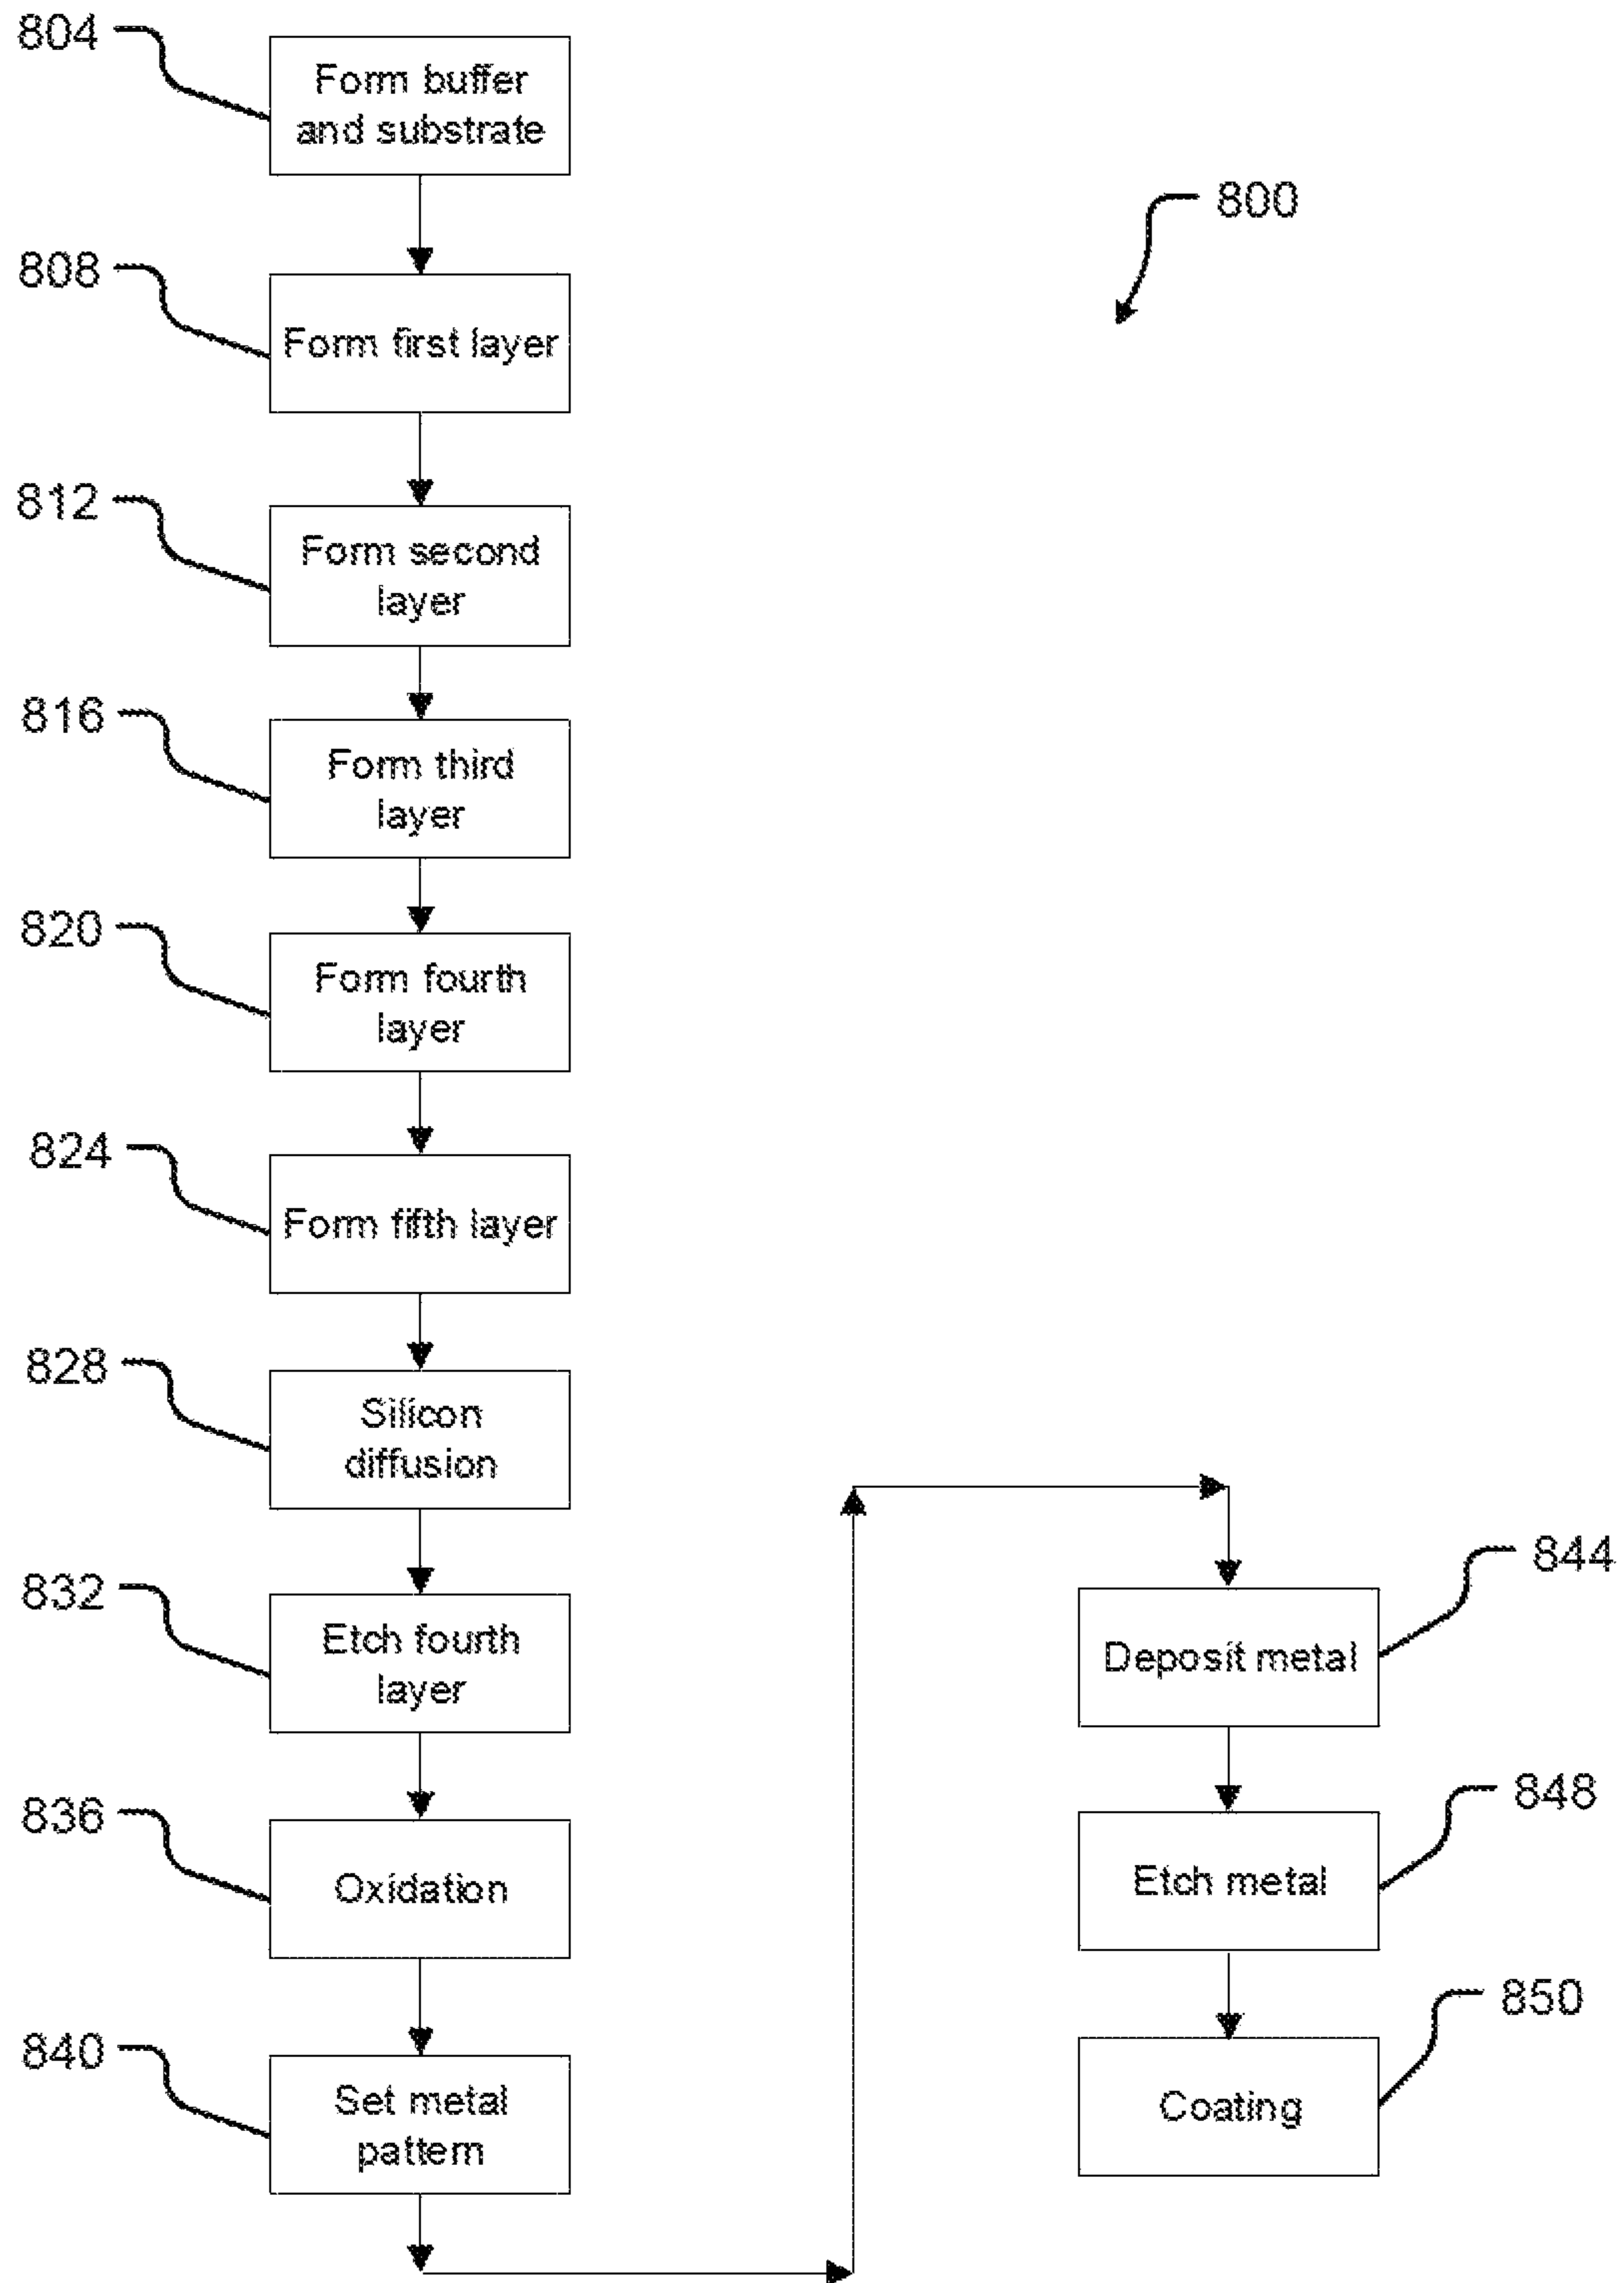 804
Form buffer
and substrate
800
808
Form first layer
812
Form second
layer
816
Form third
layer
820
Form fourth
layer
824
Form fifth layer
828
Silicon
diffusion
832
Etch fourth
layer
836
Oxidation
840
Set metal
pattern
844
Deposit metal
848
Etch metal
850
Coating